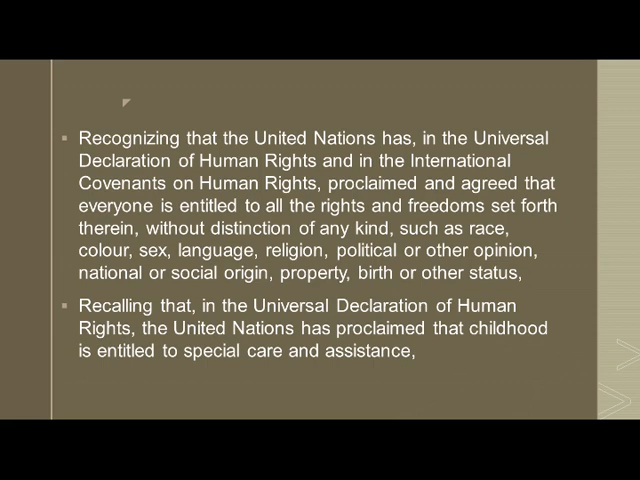 ▪ Recognizing that the United Nations has, in the Universal
Declaration of Human Rights and in the International
Covenants on Human Rights, proclaimed and agreed that
everyone is entitled to all the rights and freedoms set forth
therein, without distinction of any kind, such as race,
colour, sex, language, religion, political or other opinion,
national or social origin, property, birth or other status,
▪ Recalling that, in the Universal Declaration of Human
Rights, the United Nations has proclaimed that childhood
is entitled to special care and assistance,